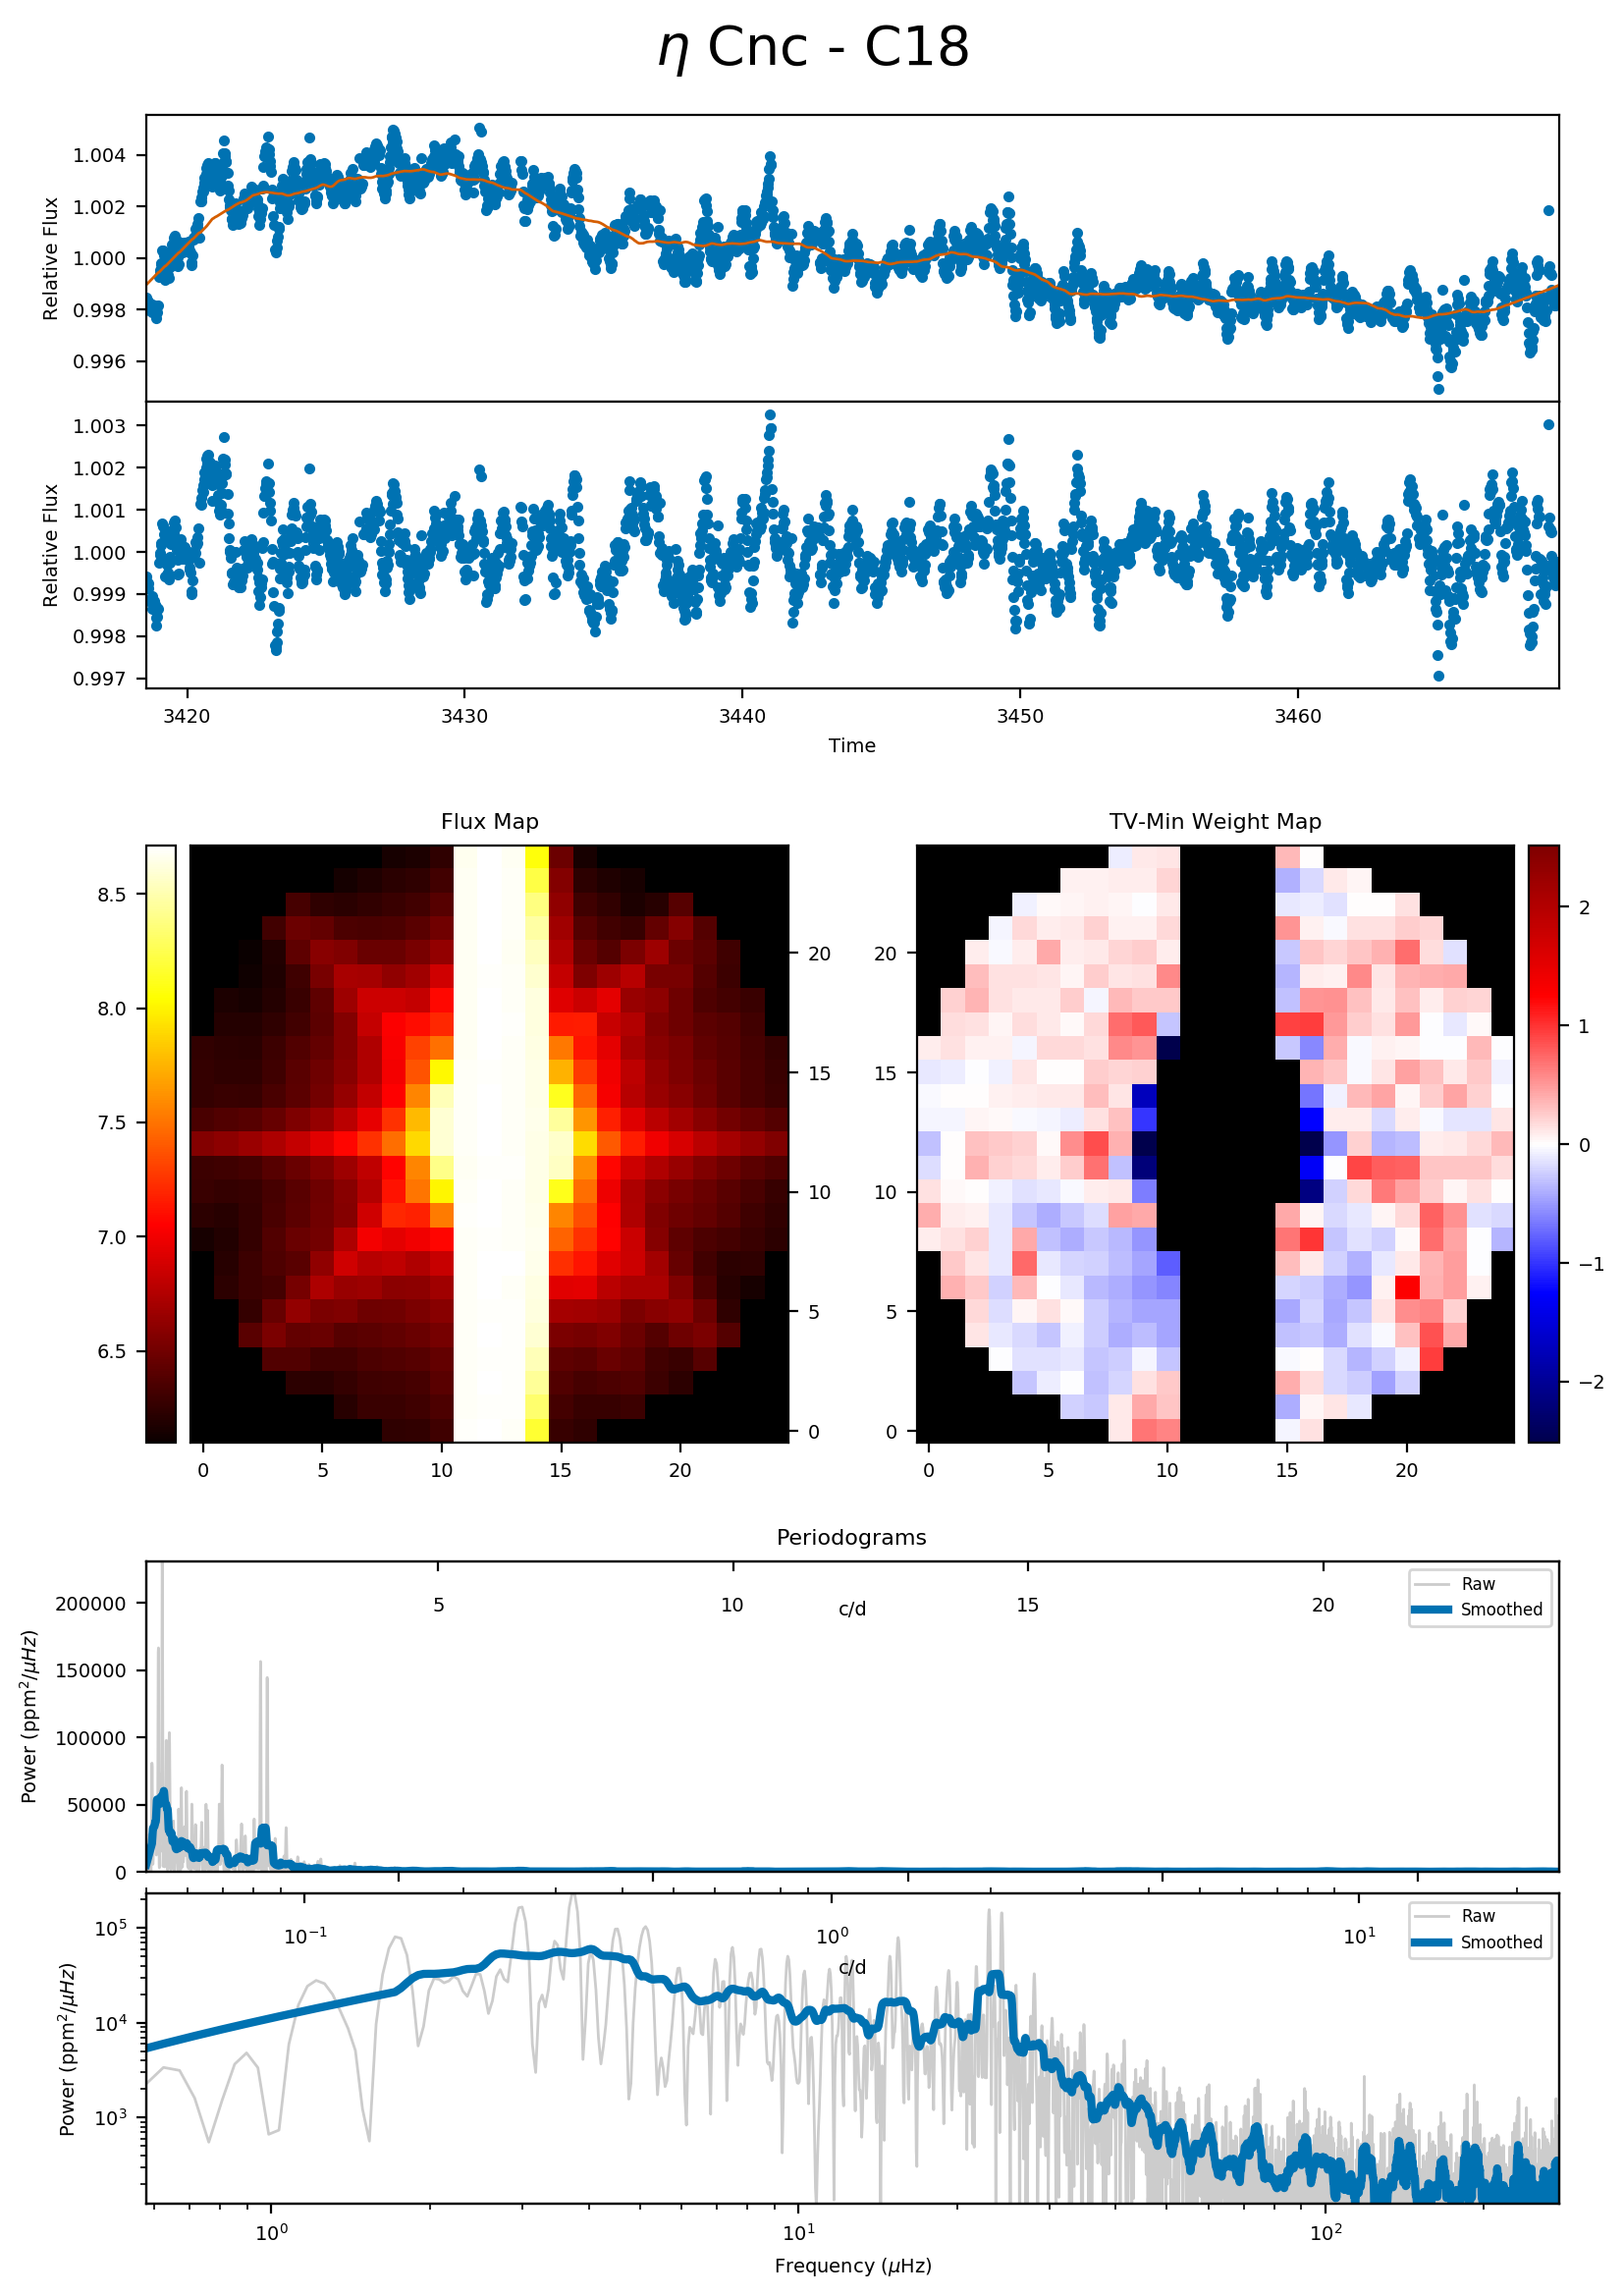 η Cnc - C18
1.004
1.002
1.000
0.998
0.996
Relative Flux
1.003
1.002
1.001
1.000
0.999
0.998
0.997
Relative Flux
3420 3430 3440 3450 3460
Time
Flux Map
8.5
8.0
7.5
7.0
6.5
20
15
10
5
0
0 5 10 15 20
TV-Min Weight Map
20
15
10
5
0
0 5 10 15 20
2
1
0
−1
−2
Periodograms
200000
150000
100000
50000
0
Power (ppm²/μHz)
5 10 15 20
c/d
Raw
Smoothed
10⁵
10⁴
10³
Power (ppm²/μHz)
10⁻¹ 10⁰ 10¹
c/d
Raw
Smoothed
10⁰ 10¹ 10²
Frequency (μHz)